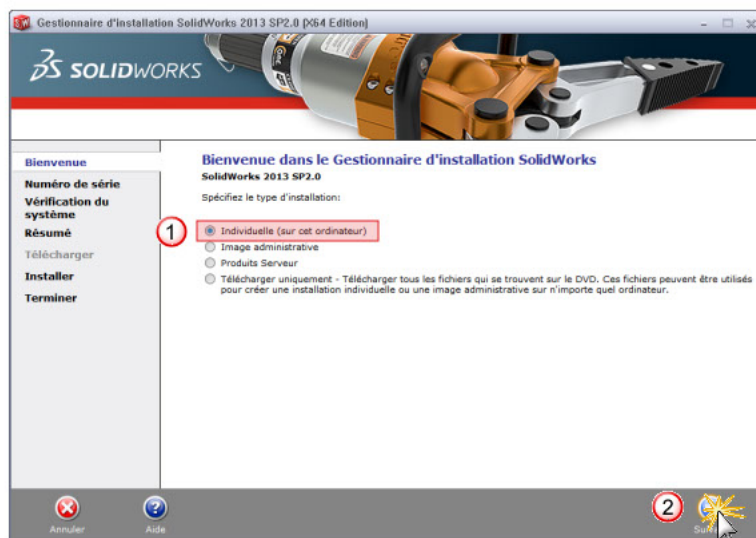 Gestionnaire d'installation SolidWorks 2013 SP2.0 (X64 Edition)
SOLIDWORKS
Bienvenue
Numéro de série
Vérification du
système
Résumé
Télécharger
Installer
Terminer
Bienvenue dans le Gestionnaire d'installation SolidWorks
SolidWorks 2013 SP2.0
Spécifiez le type d'installation:
1
Individuelle (sur cet ordinateur)
Image administrative
Produits Serveur
Télécharger uniquement - Télécharger tous les fichiers qui se trouvent sur le DVD. Ces fichiers peuvent être utilisés
pour créer une installation individuelle ou une image administrative sur n'importe quel ordinateur.
Annuler
Aide
2